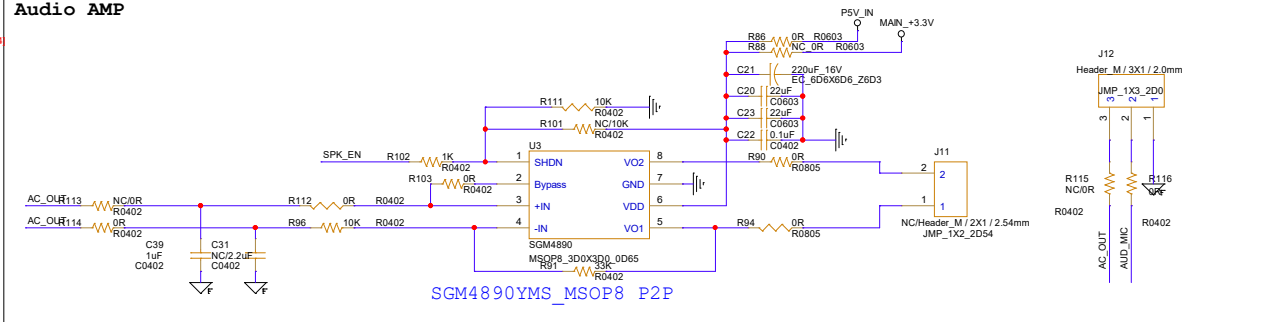 Audio AMP
P5V_IN
MAIN_+3.3V
R86 0R R0603
R88 NC_0R R0603
C21 220uF_16V
EC_6D6X6D6_Z6D3
C20 22uF
C0603
C23 22uF
C0603
C22 0.1uF
C0402
R111 10K
R0402
R101 NC/10K
R0402
U3
SPK_EN R102 1K
R0402
1 SHDN VO2 8
R90 0R
R0805
R103 0R
R0402
2 Bypass GND 7
AC_OUT R113 NC/0R
R0402
R112 0R R0402
3 +IN VDD 6
AC_OUT R114 0R
R0402
R96 10K R0402
4 -IN VO1 5
R94 0R
R0805
J11
2 2
1 1
NC/Header_M / 2X1 / 2.54mm
JMP_1X2_2D54
C39
1uF
C0402
C31
NC/2.2uF
C0402
SGM4890
MSOP8_3D0X3D0_0D65
R91 33K
R0402
SGM4890YMS_MSOP8 P2P
J12
Header_M / 3X1 / 2.0mm
JMP_1X3_2D0
3 2 1
3 2 1
R115
NC/0R
R0402
R116
0R
R0402
AC_OUT
AUD_MIC